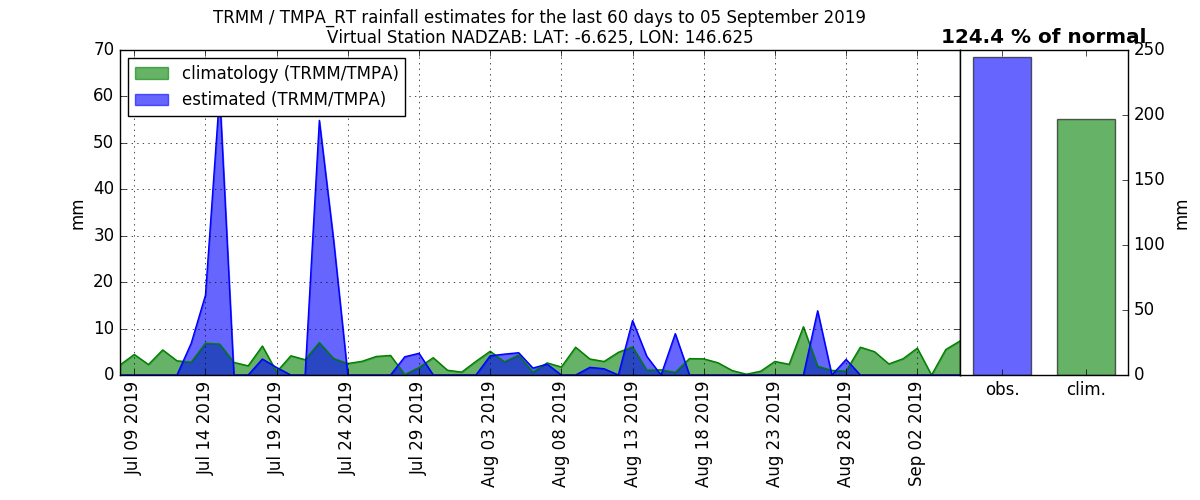 TRMM / TMPA_RT rainfall estimates for the last 60 days to 05 September 2019
Virtual Station NADZAB: LAT: -6.625, LON: 146.625
124.4 % of normal
climatology (TRMM/TMPA)
estimated (TRMM/TMPA)
70
60
50
40
30
20
10
0
mm
Jul 09 2019
Jul 14 2019
Jul 19 2019
Jul 24 2019
Jul 29 2019
Aug 03 2019
Aug 08 2019
Aug 13 2019
Aug 18 2019
Aug 23 2019
Aug 28 2019
Sep 02 2019
obs.
clim.
250
200
150
100
50
0
mm